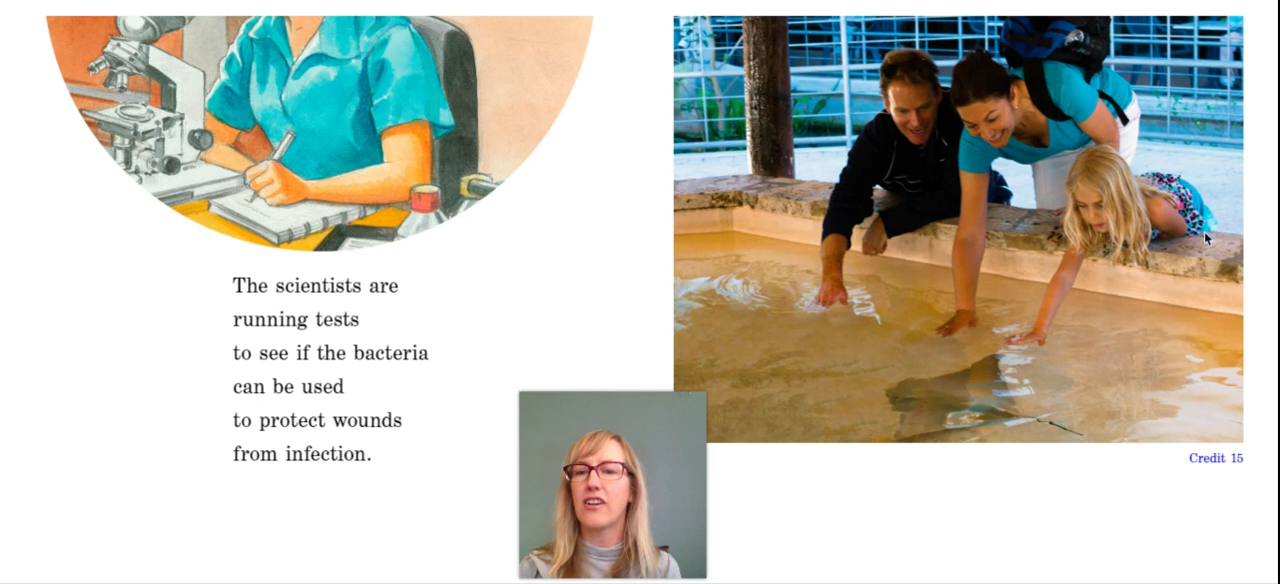 The scientists are
running tests
to see if the bacteria
can be used
to protect wounds
from infection.
Credit 15